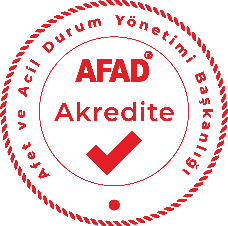 Afet ve Acil Durum Yönetimi Başkanlığı
AFAD
Akredite